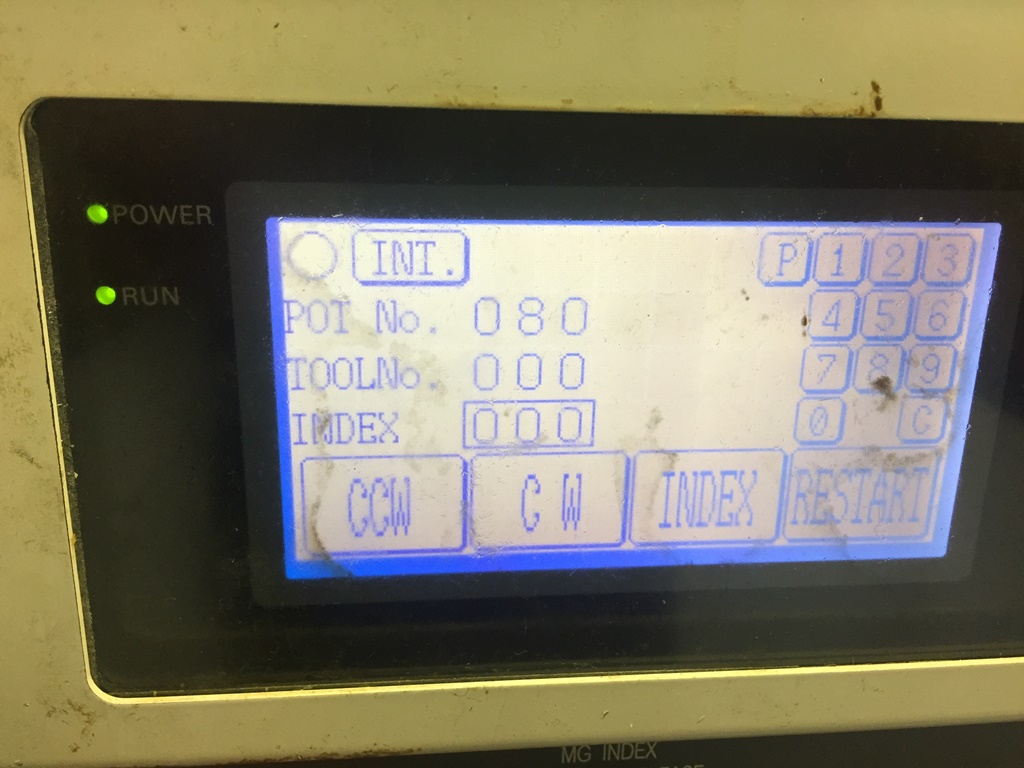 POWER
RUN
INT. P 1 2 3
POT No. 080 4 5 6
TOOLNo. 000 7 8 9
INDEX 000 0 C
CCW CW INDEX RESTART
MG INDEX